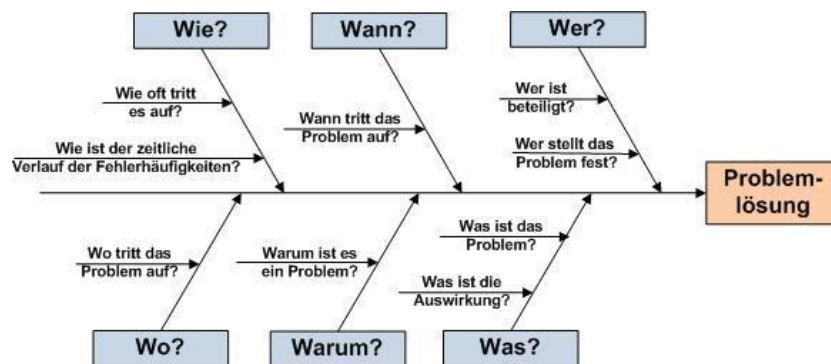 Wie?
Wann?
Wer?
Wie oft tritt
es auf?
Wie ist der zeitliche
Verlauf der Fehlerhäufigkeiten?
Wann tritt das
Problem auf?
Wer ist
beteiligt?
Wer stellt das
Problem fest?
Problem-
lösung
Wo tritt das
Problem auf?
Warum ist es
ein Problem?
Was ist das
Problem?
Was ist die
Auswirkung?
Wo?
Warum?
Was?